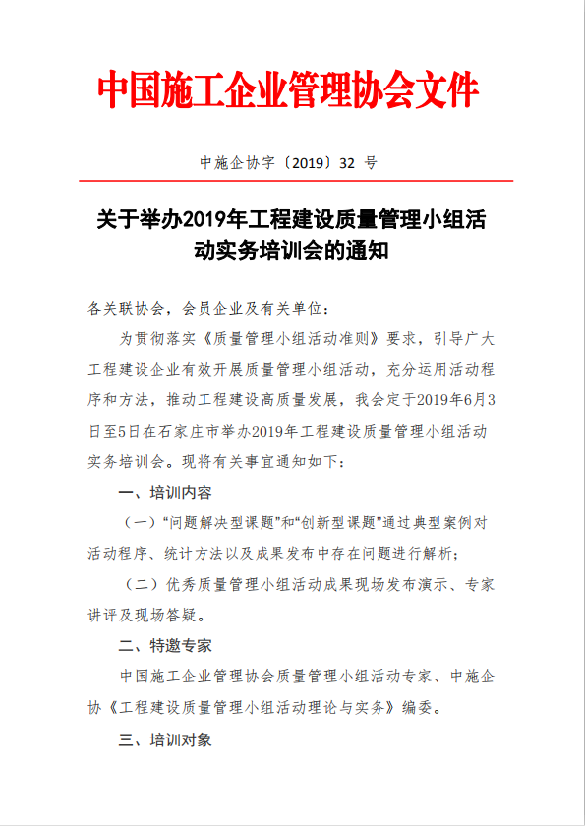 中国施工企业管理协会文件
中施企协字〔2019〕32 号
关于举办2019年工程建设质量管理小组活
动实务培训会的通知
各关联协会，会员企业及有关单位：
为贯彻落实《质量管理小组活动准则》要求，引导广大
工程建设企业有效开展质量管理小组活动，充分运用活动程
序和方法，推动工程建设高质量发展，我会定于2019年6月3
日至5日在石家庄市举办2019年工程建设质量管理小组活动
实务培训会。现将有关事宜通知如下：
一、培训内容
（一）“问题解决型课题”和“创新型课题”通过典型案例对
活动程序、统计方法以及成果发布中存在问题进行解析；
（二）优秀质量管理小组活动成果现场发布演示、专家
讲评及现场答疑。
二、特邀专家
中国施工企业管理协会质量管理小组活动专家、中施企
协《工程建设质量管理小组活动理论与实务》编委。
三、培训对象